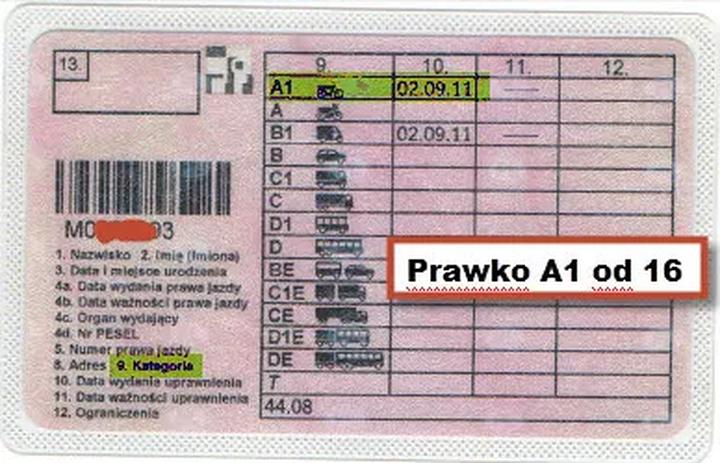 13.
9. 10. 11. 12.
A1 02.09.11 —
A
B1 02.09.11 —
B
C1
C
D1
D
BE
C1E
CE
D1E
DE
T
44.08
M0 93
1. Nazwisko 2. Imię (Imiona)
3. Data i miejsce urodzenia
4a. Data wydania prawa jazdy
4b. Data ważności prawa jazdy
4c. Organ wydający
4d. Nr PESEL
5. Numer prawa jazdy
8. Adres 9. Kategoria
10. Data wydania uprawnienia
11. Data ważności uprawnienia
12. Ograniczenia
Prawko A1 od 16